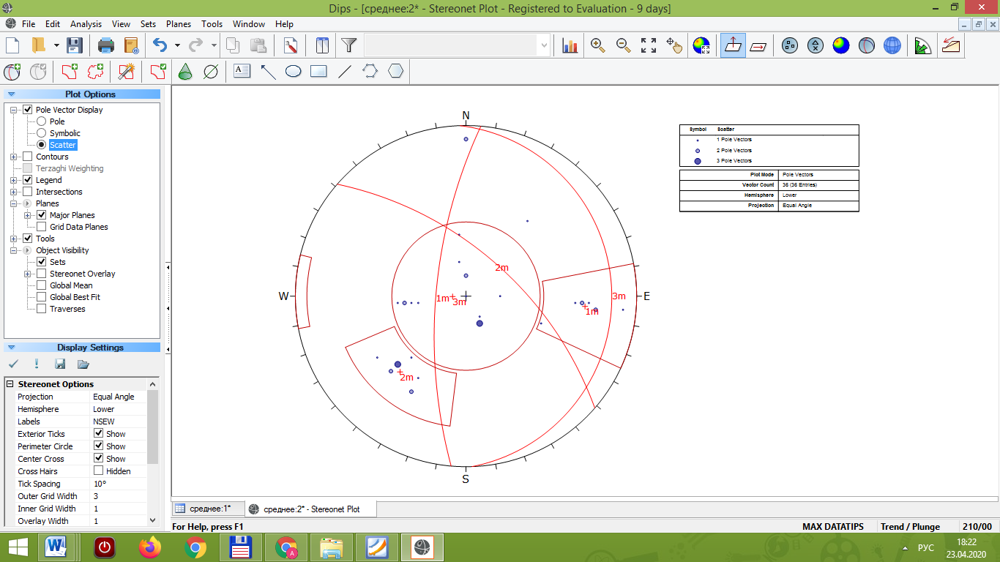 Dips - [среднее:2* - Stereonet Plot - Registered to Evaluation - 9 days]
File Edit Analysis View Sets Planes Tools Window Help
Plot Options
Pole Vector Display
Pole
Symbolic
Scatter
Contours
Terzaghi Weighting
Legend
Intersections
Planes
Major Planes
Grid Data Planes
Tools
Object Visibility
Sets
Stereonet Overlay
Global Mean
Global Best Fit
Traverses
Display Settings
Stereonet Options
Projection Equal Angle
Hemisphere Lower
Labels NSEW
Exterior Ticks Show
Perimeter Circle Show
Center Cross Show
Cross Hairs Hidden
Tick Spacing 10°
Outer Grid Width 3
Inner Grid Width 1
Overlay Width 1
N
2m
W
1m
3m
3m
E
1m
2m
S
Symbol Scatter
1 Pole Vectors
2 Pole Vectors
3 Pole Vectors
Plot Mode Pole Vectors
Vector Count 36 (36 Entries)
Hemisphere Lower
Projection Equal Angle
среднее:1*
среднее:2* - Stereonet Plot
For Help, press F1
MAX DATATIPS
Trend / Plunge
210/00
РУС
18:22
23.04.2020